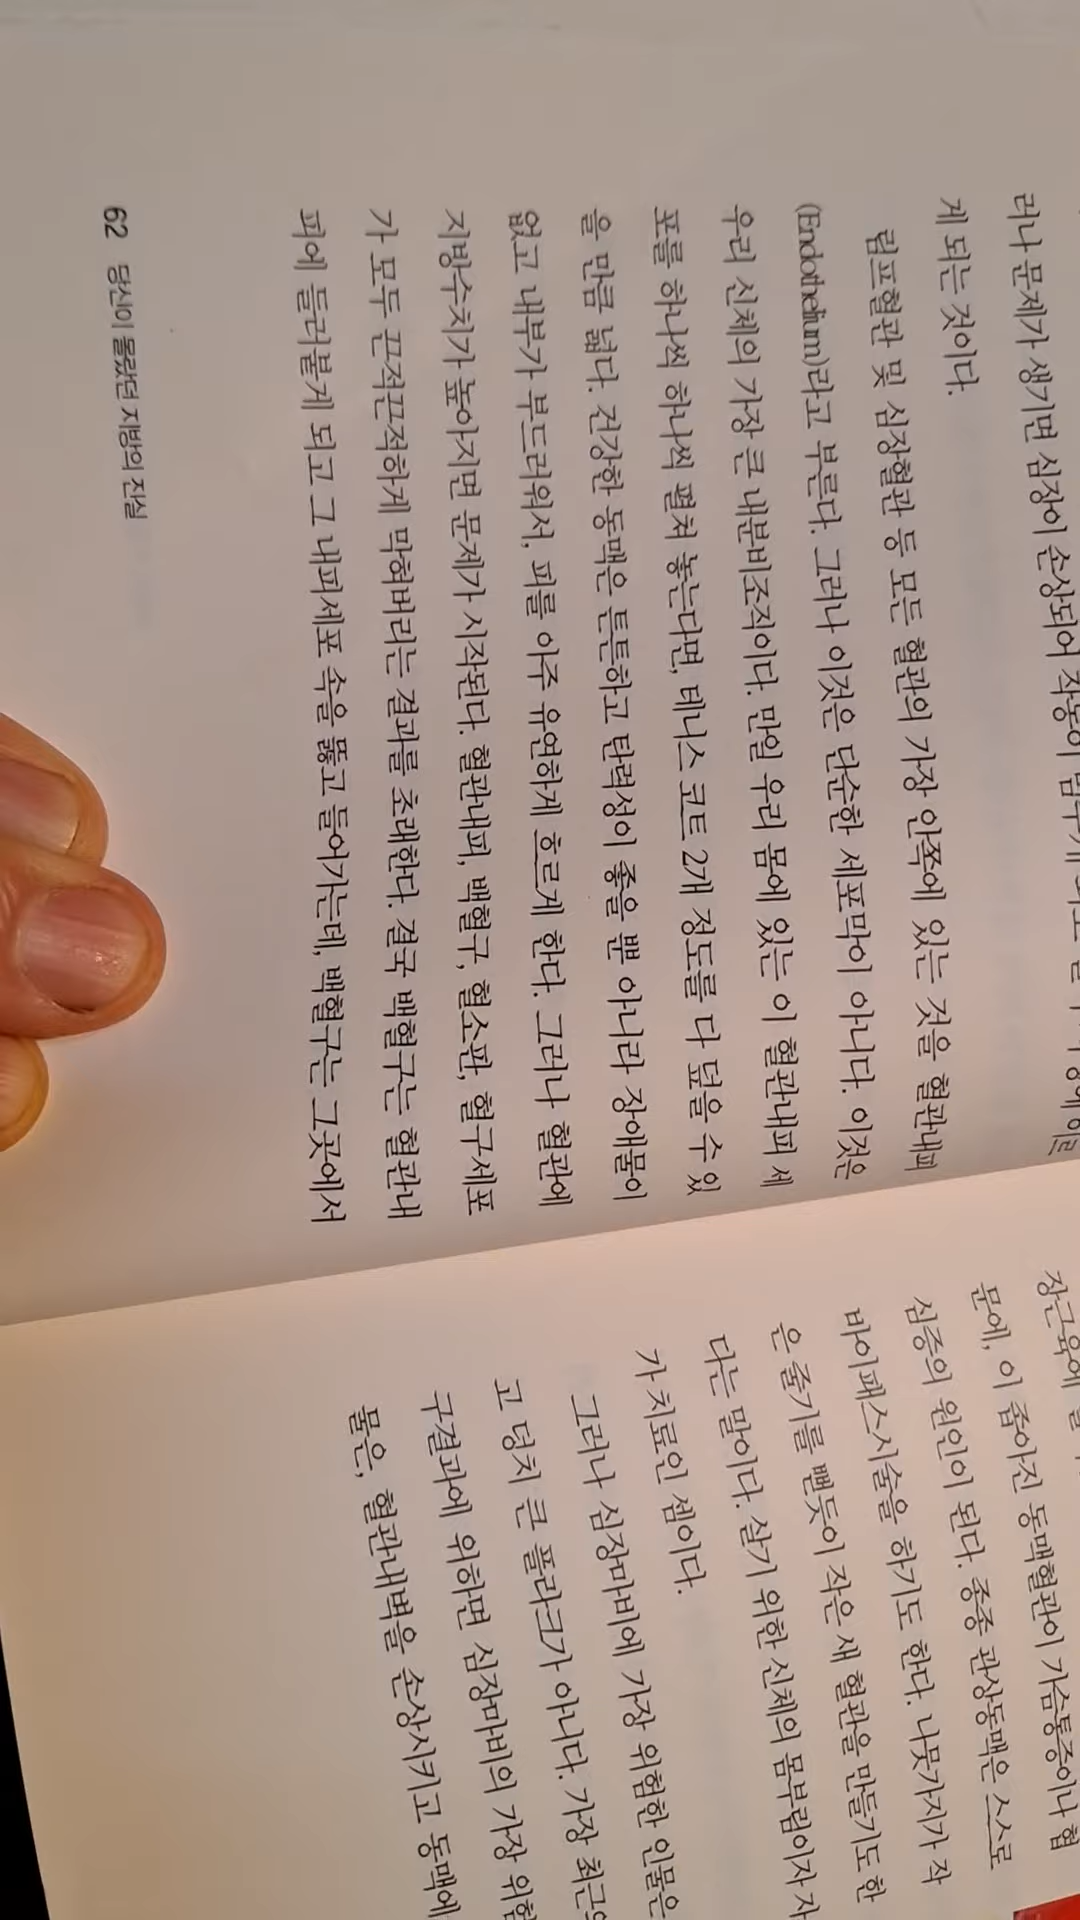 러나 문제가 생기면 심장이 손상되어 작동이
게 되는 것이다.
림프혈관 및 심장혈관 등 모든 혈관의 가장 안쪽에 있는 것을 혈관내피
(Endothelium)라고 부른다. 그러나 이것은 단순한 세포막이 아니다. 이것은
우리 신체의 가장 큰 내분비조직이다. 만일 우리 몸에 있는 이 혈관내피 세
포를 하나씩 하나씩 펼쳐 놓는다면, 테니스 코트 2개 정도를 다 덮을 수 있
을 만큼 넓다. 건강한 동맥은 튼튼하고 탄력성이 좋을 뿐 아니라 장애물이
없고 내부가 부드러워서, 피를 아주 유연하게 흐르게 한다. 그러나 혈관에
지방수치가 높아지면 문제가 시작된다. 혈관내피, 백혈구, 혈소판, 혈구세포
가 모두 끈적끈적하게 막혀버리는 결과를 초래한다. 결국 백혈구는 혈관내
피에 들러붙게 되고 그 내피세포 속을 뚫고 들어가는데, 백혈구는 그곳에서
62 당신이 몰랐던 지방의 진실
장근육에
문에, 이 좁아진 동맥혈관이 가슴통증이나 협
심증의 원인이 된다. 종종 관상동맥은 스스로
바이패스시술을 하기도 한다. 나뭇가지가 작
은 줄기를 뻗듯이 작은 새 혈관을 만들기도 한
다는 말이다. 살기 위한 신체의 몸부림이자 자
가 치료인 셈이다.
그러나 심장마비에 가장 위험한 인물은
고 덩치 큰 플라크가 아니다. 가장 최근의
구결과에 위하면 심장마비의 가장 위험
물은, 혈관내벽을 손상시키고 동맥에